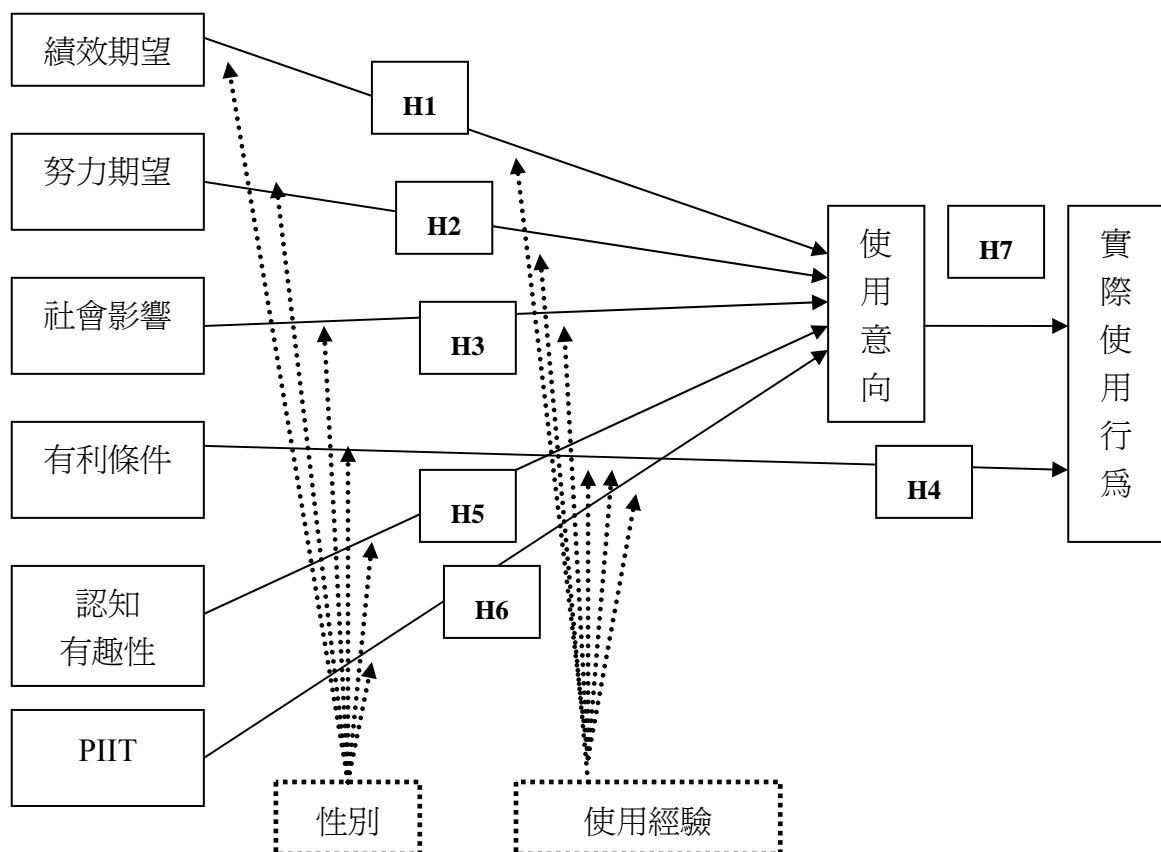 績效期望
H1
努力期望
H2
社會影響
H3
有利條件
H4
認知
有趣性
H5
PIIT
H6
使用意向
H7
實際使用行為
性別
使用經驗